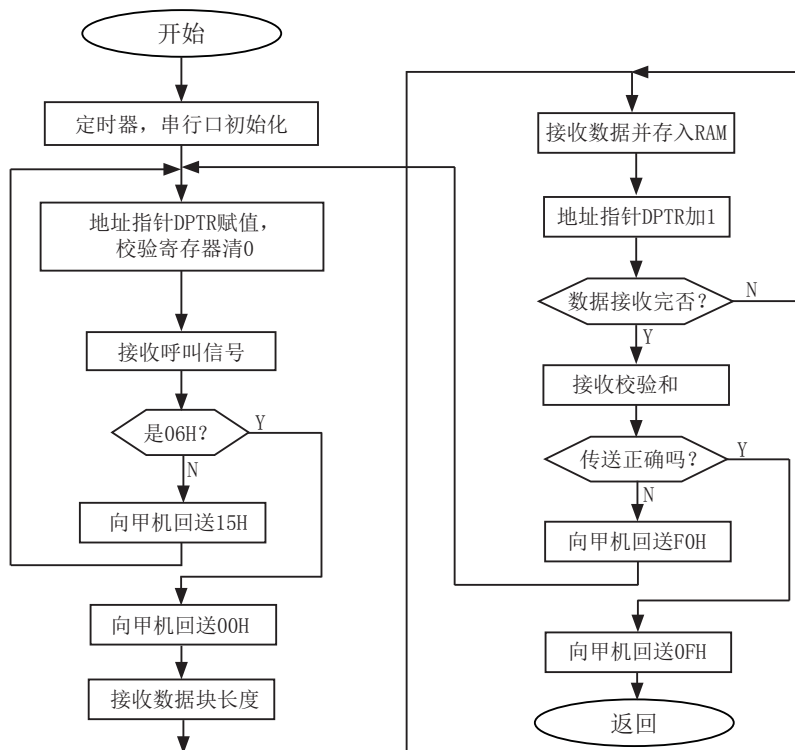 开始
定时器，串行口初始化
地址指针DPTR赋值，
校验寄存器清0
接收呼叫信号
是06H？
Y
N
向甲机回送15H
向甲机回送00H
接收数据块长度
接收数据并存入RAM
地址指针DPTR加1
数据接收完否？
N
Y
接收校验和
传送正确吗？
Y
N
向甲机回送F0H
向甲机回送0FH
返回